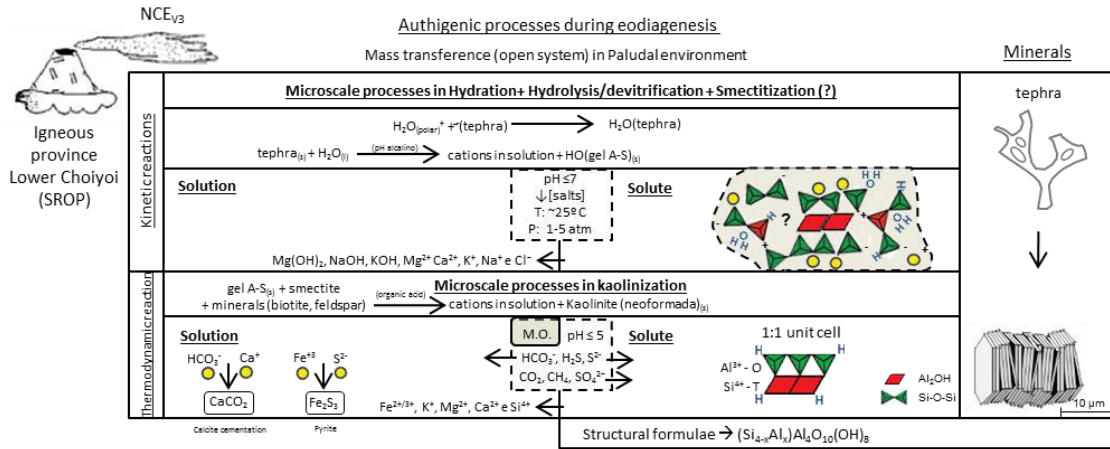 NCE_V3
Authigenic processes during eodiagenesis
Mass transference (open system) in Paludal environment
Minerals
Igneous
province
Lower Choiyoi
(SROP)
Kinetic reactions
Microscale processes in Hydration+ Hydrolysis/devitrification + Smectitization (?)
H₂O(polar)⁺ + ⁻(tephra) → H₂O(tephra)
tephra(s) + H₂O(l) (pH alcalino) → cations in solution + HO(gel A-S)(s)
tephra
Solution
pH ≤7
↓[salts]
T: ~25º C
P: 1-5 atm
Solute
H H
O
H
?
H
O
H H
H H
O
- + - + - + -
Mg(OH)₂, NaOH, KOH, Mg²⁺ Ca²⁺, K⁺, Na⁺ e Cl⁻
Thermodynamic reaction
Microscale processes in kaolinization
gel A-S(s) + smectite
+ minerals (biotite, feldspar) (organic acid) → cations in solution + Kaolinite (neoformada)(s)
Solution
HCO₃⁻ Ca⁺
CaCO₂
Calcite cementation
Fe⁺³ S²⁻
Fe₂S₃
Pyrite
M.O. pH ≤ 5
HCO₃⁻, H₂S, S²⁻
CO₂, CH₄, SO₄²⁻
Solute
1:1 unit cell
H H
Al³⁺ - O
Si⁴⁺ - T
H H
Al₂OH
Si-O-Si
10 µm
Fe²⁺/³⁺, K⁺, Mg²⁺, Ca²⁺ e Si⁴⁺
Structural formulae → (Si₄₋ₓAlₓ)Al₄O₁₀(OH)₈